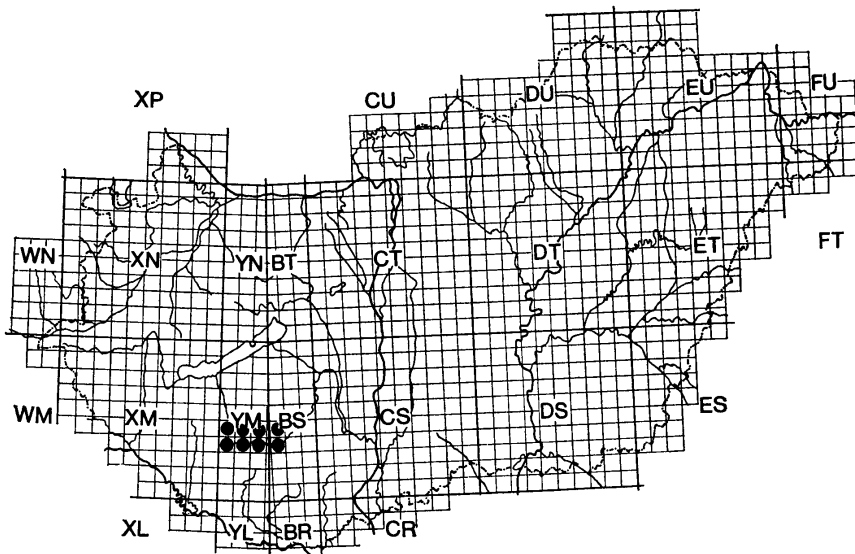 XP CU DU EU FU
WN XN YN BT CT DT ET FT
WM XM YM BS CS DS ES
XL YL BR CR